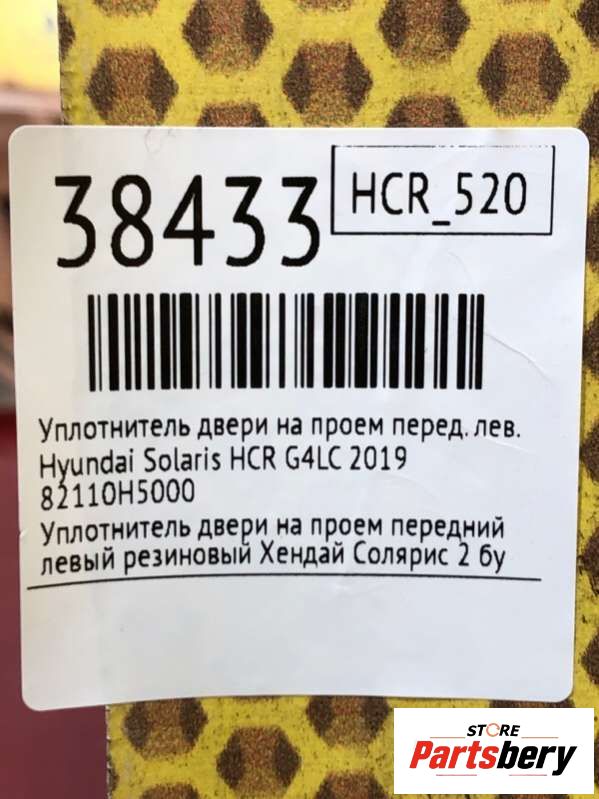 38433
HCR_520
Уплотнитель двери на проем перед. лев.
Hyundai Solaris HCR G4LC 2019
82110H5000
Уплотнитель двери на проем передний
левый резиновый Хендай Солярис 2 бу
STORE
Partsbery